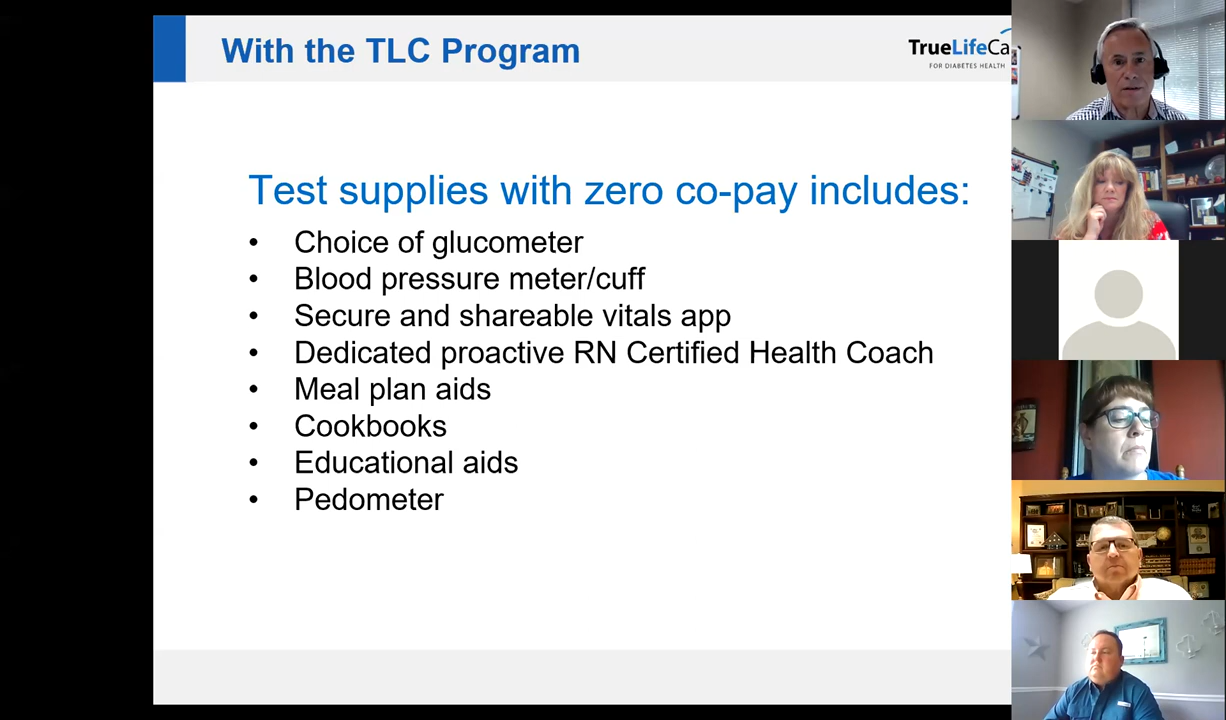 With the TLC Program
TrueLifeCa
FOR DIABETES HEALTH
Test supplies with zero co-pay includes:
• Choice of glucometer
• Blood pressure meter/cuff
• Secure and shareable vitals app
• Dedicated proactive RN Certified Health Coach
• Meal plan aids
• Cookbooks
• Educational aids
• Pedometer